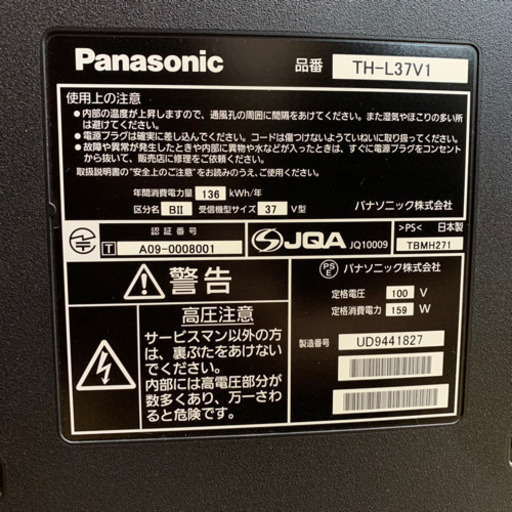 Panasonic
品番 TH-L37V1
使用上の注意
●内部の温度が上昇しますので、通風孔の周囲に間隔をあけてください。また湿気やほこりの多い所
は避けてください。
●電源プラグは確実に差し込んでください。コードは傷つけないようていねいに取り扱ってください。
●故障や異常が発生したときや内部に異物や水などが入ったときは、すぐに電源プラグをコンセント
から抜いて、販売店に修理をご依頼ください。
取扱説明書の"安全上のご注意"をお読みのうえ、ご使用ください。
年間消費電力量 136 kWh/年
区分名 BII 受信機型サイズ 37 V型
パナソニック株式会社
認証番号
T A09-0008001
JQA JQ10009
>PS< 日本製
TBMH271
警告
高圧注意
サービスマン以外の方
は、裏ぶたをあけないで
でください。
内部には高電圧部分が
数多くあり、万一さわ
ると危険です。
PS
E パナソニック株式会社
定格電圧 100 V
定格消費電力 159 W
製造番号 UD9441827